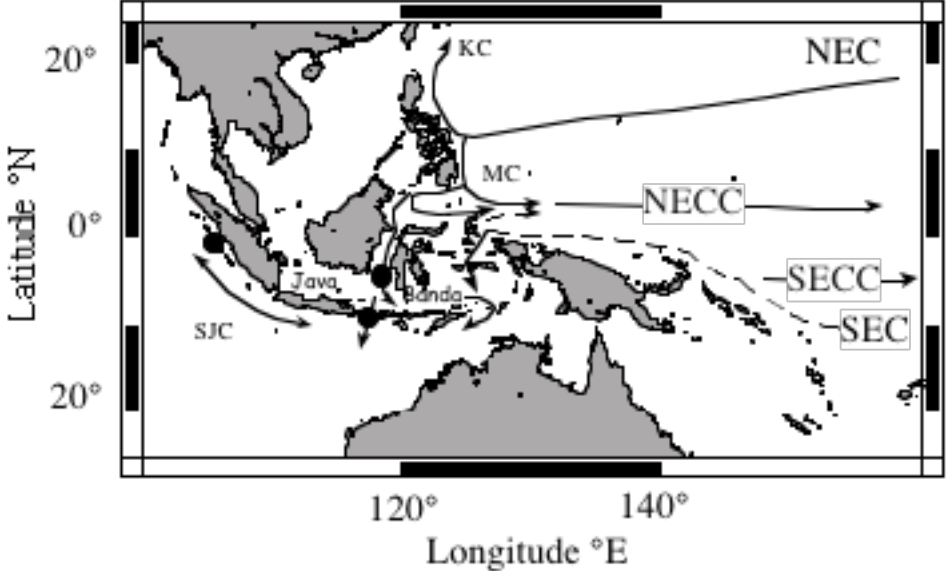 KC
NEC
20°
MC
NECC
0°
Java
Banda
SECC
SJC
SEC
20°
120°
140°
Longitude °E
Latitude °N